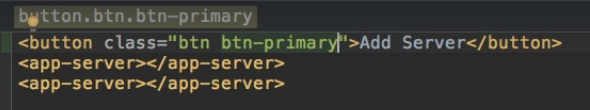 button.btn.btn-primary
<button class="btn btn-primary">Add Server</button>
<app-server></app-server>
<app-server></app-server>